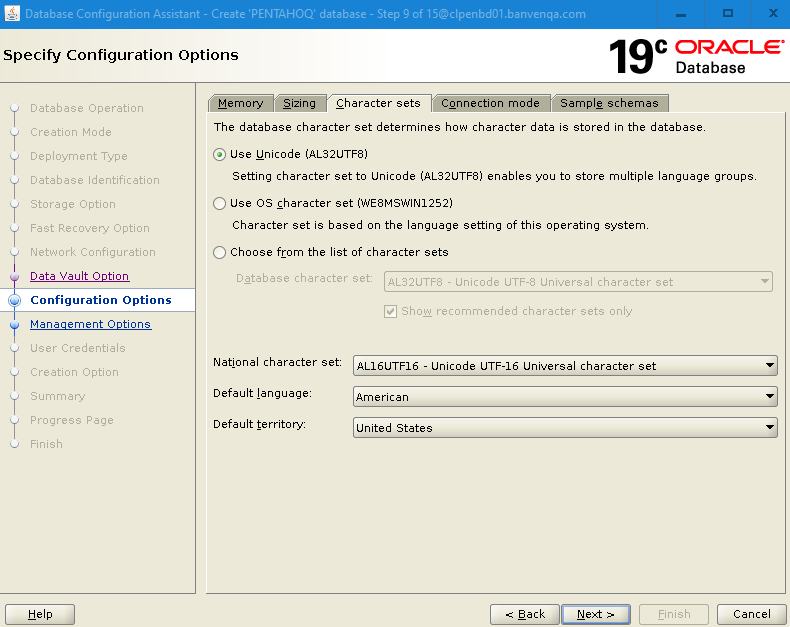 Database Configuration Assistant - Create 'PENTAHOQ' database - Step 9 of 15@clpenbd01.banvenqa.com
Specify Configuration Options
19c ORACLE
Database
Database Operation
Creation Mode
Deployment Type
Database Identification
Storage Option
Fast Recovery Option
Network Configuration
Data Vault Option
Configuration Options
Management Options
User Credentials
Creation Option
Summary
Progress Page
Finish
Memory Sizing Character sets Connection mode Sample schemas
The database character set determines how character data is stored in the database.
Use Unicode (AL32UTF8)
Setting character set to Unicode (AL32UTF8) enables you to store multiple language groups.
Use OS character set (WE8MSWIN1252)
Character set is based on the language setting of this operating system.
Choose from the list of character sets
Database character set: AL32UTF8 - Unicode UTF-8 Universal character set
Show recommended character sets only
National character set: AL16UTF16 - Unicode UTF-16 Universal character set
Default language: American
Default territory: United States
Help < Back Next > Finish Cancel